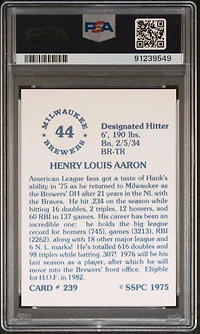 PSA
91239549
MILWAUKEE
44
BREWERS
Designated Hitter
6', 190 lbs.
Bn. 2/5/34
BR-TR
HENRY LOUIS AARON
American League fans got a taste of Hank's
ability in '75 as he returned to Milwaukee as
the Brewers' DH after 21 years in the NL with
the Braves. He hit .234 on the season while
hitting 16 doubles, 2 triples, 12 homers, and
60 RBI in 137 games. His career has been an
incredible one: he holds the big league
record for homers (745), games (3213), RBI
(2262), along with 18 other major league and
6 N.L. marks! He's totelled 616 doubles and
98 triples while batting .307. 1976 will be his
last season as a player, after which he will
move into the Brewers' front office. Eligible
for H.O.F. in 1982.
CARD # 239
© SSPC 1975